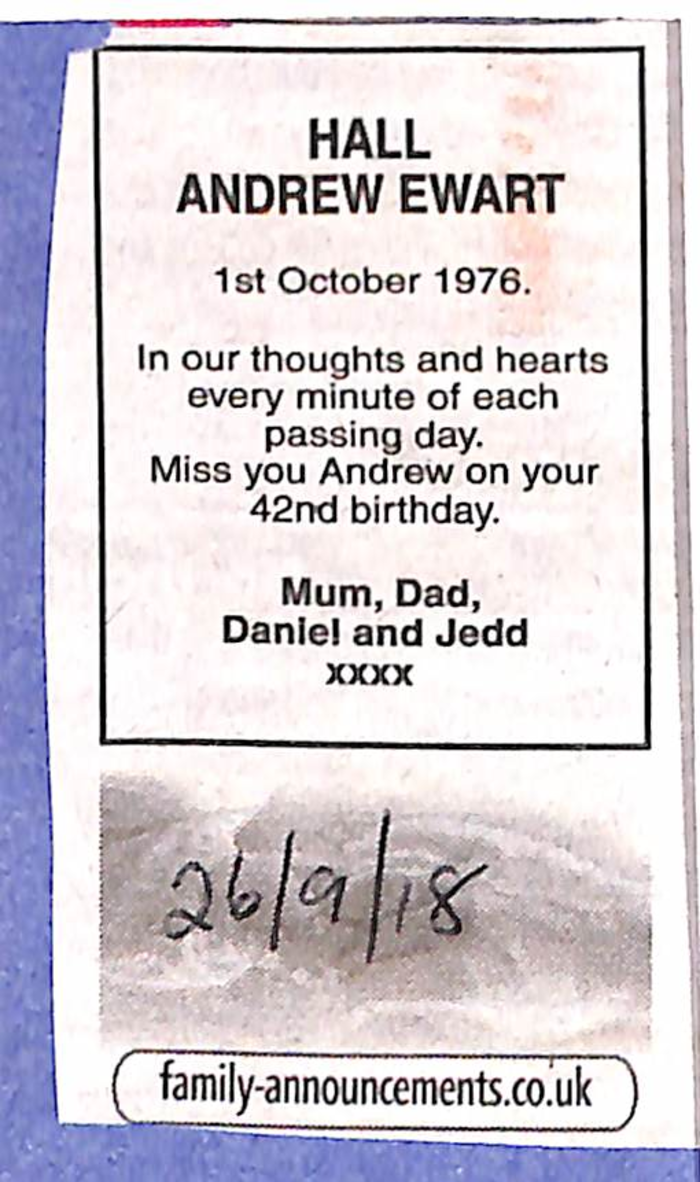 HALL
ANDREW EWART
1st October 1976.
In our thoughts and hearts
every minute of each
passing day.
Miss you Andrew on your
42nd birthday.
Mum, Dad,
Daniel and Jedd
xxxx
26/9/18
family-announcements.co.uk